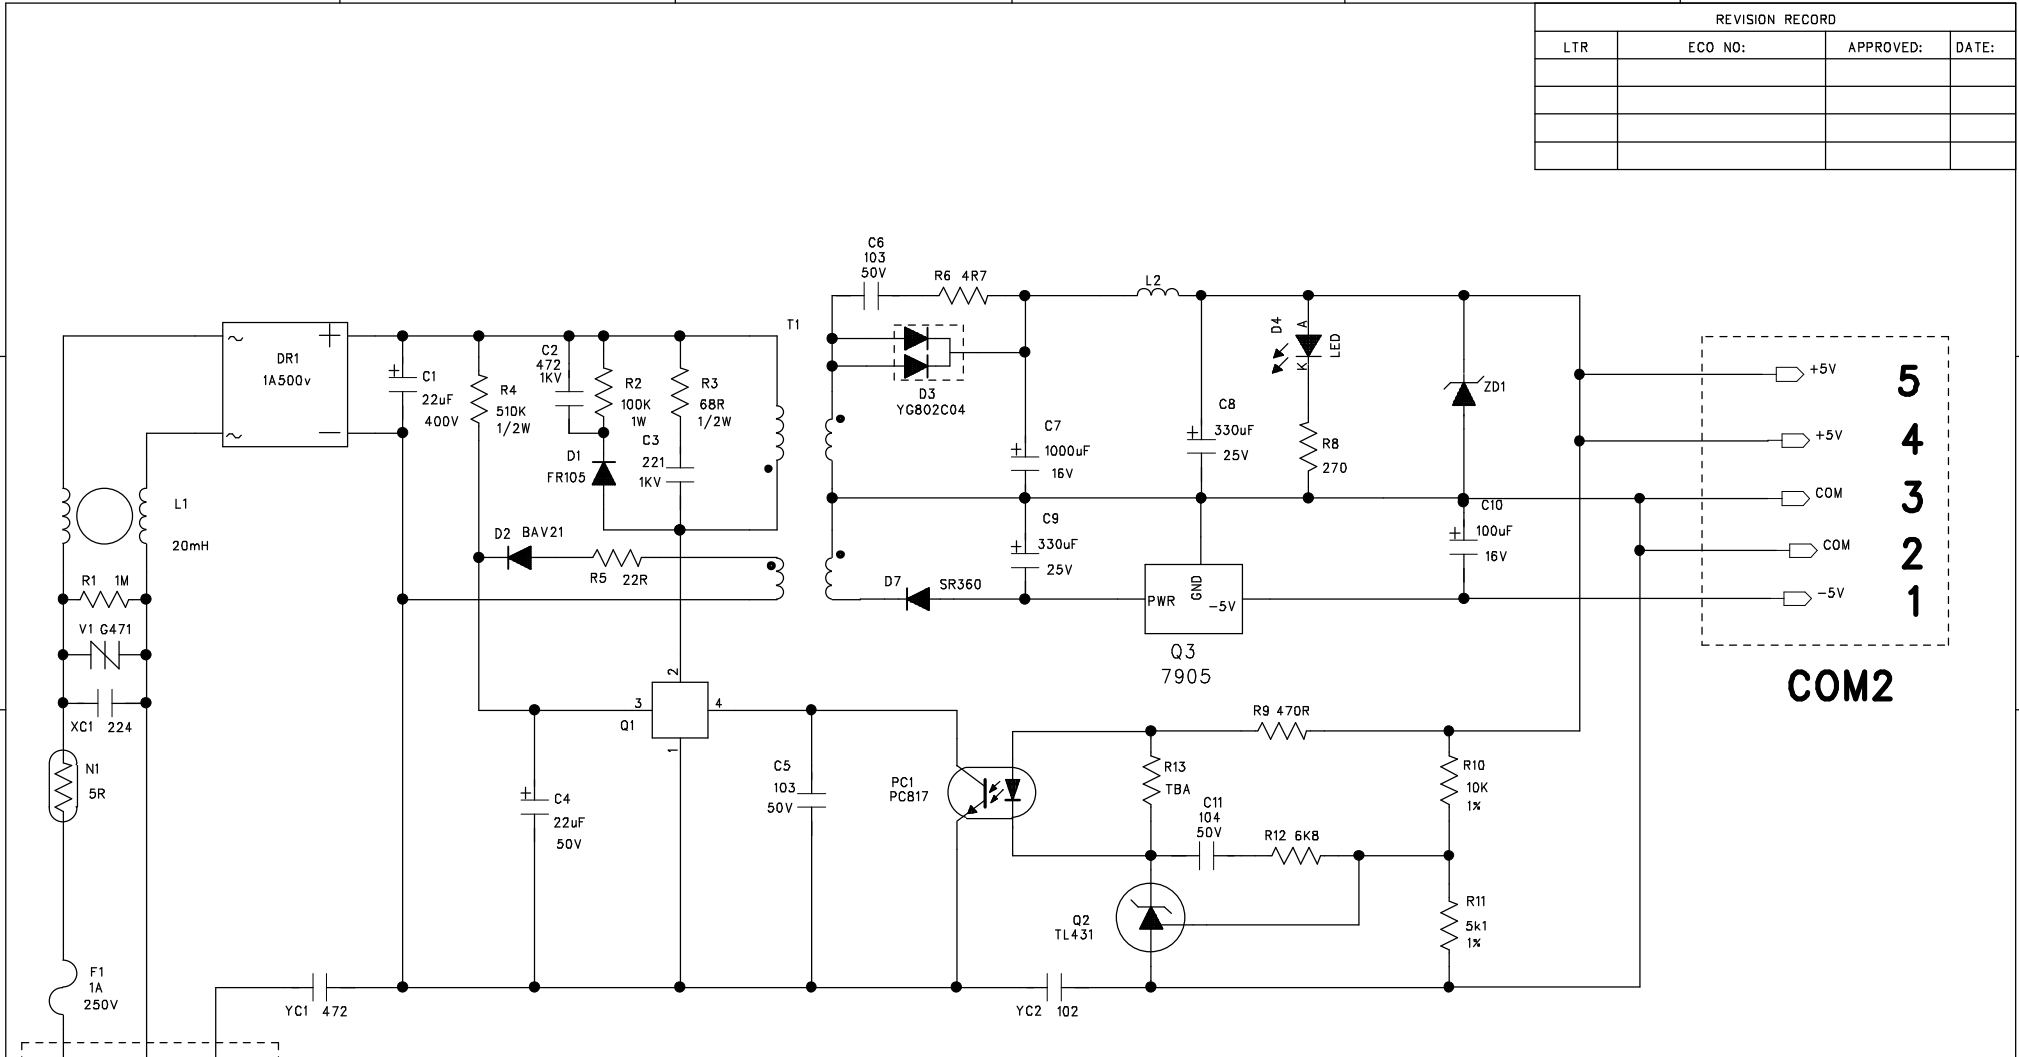 REVISION RECORD
LTR ECO NO: APPROVED: DATE:
C6
103
50V
R6 4R7
L2
T1
DR1
1A500v
~
~
+
−
+
C1
22uF
400V
R4
510K
1/2W
C2
472
1KV
R2
100K
1W
R3
68R
1/2W
C3
221
1KV
D1
FR105
D3
YG802C04
D4
A
K
LED
ZD1
C8
+
330uF
25V
C7
+
1000uF
16V
R8
270
+5V 5
+5V 4
COM 3
COM 2
-5V 1
COM2
L1
20mH
D2 BAV21
R5 22R
C9
+
330uF
25V
C10
+
100uF
16V
D7 SR360
PWR
GND
-5V
Q3
7905
R1 1M
V1 G471
XC1 224
N1
5R
2
3
4
1
Q1
C4
+
22uF
50V
C5
103
50V
PC1
PC817
R9 470R
R13
TBA
R10
10K
1%
C11
104
50V
R12 6K8
R11
5k1
1%
Q2
TL431
F1
1A
250V
YC1 472
YC2 102